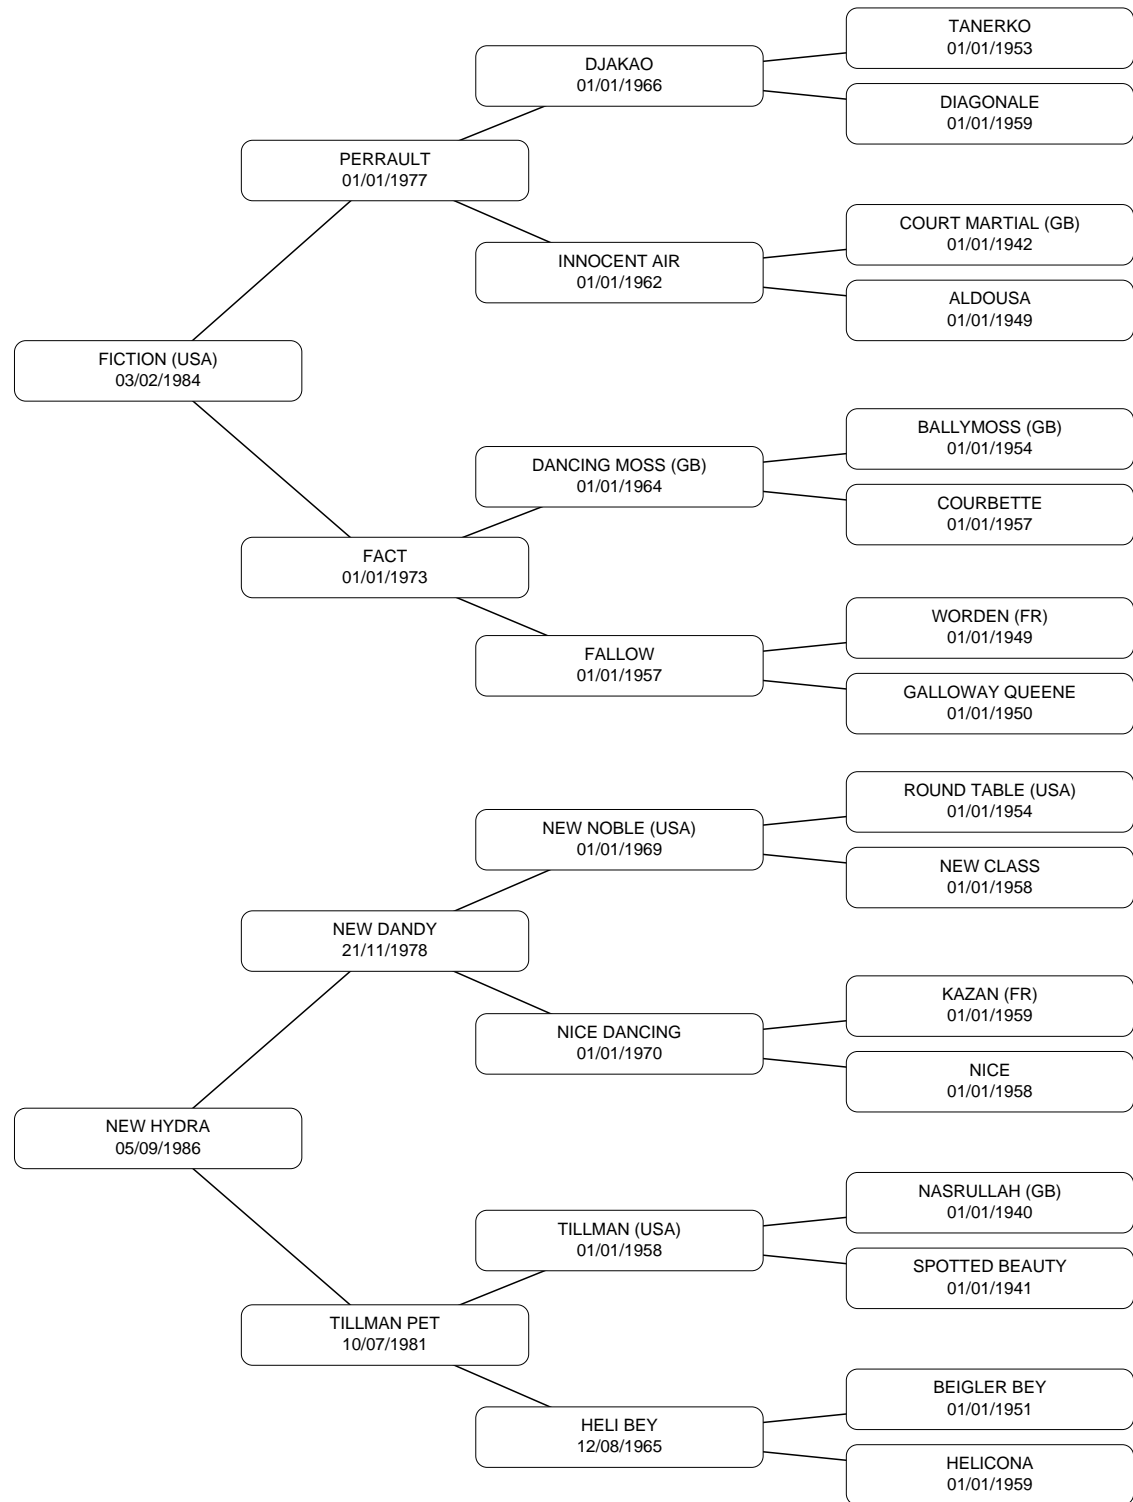 TANERKO
01/01/1953
DJAKAO
01/01/1966
DIAGONALE
01/01/1959
PERRAULT
01/01/1977
COURT MARTIAL (GB)
01/01/1942
INNOCENT AIR
01/01/1962
ALDOUSA
01/01/1949
FICTION (USA)
03/02/1984
BALLYMOSS (GB)
01/01/1954
DANCING MOSS (GB)
01/01/1964
COURBETTE
01/01/1957
FACT
01/01/1973
WORDEN (FR)
01/01/1949
FALLOW
01/01/1957
GALLOWAY QUEENE
01/01/1950
ROUND TABLE (USA)
01/01/1954
NEW NOBLE (USA)
01/01/1969
NEW CLASS
01/01/1958
NEW DANDY
21/11/1978
KAZAN (FR)
01/01/1959
NICE DANCING
01/01/1970
NICE
01/01/1958
NEW HYDRA
05/09/1986
NASRULLAH (GB)
01/01/1940
TILLMAN (USA)
01/01/1958
SPOTTED BEAUTY
01/01/1941
TILLMAN PET
10/07/1981
BEIGLER BEY
01/01/1951
HELI BEY
12/08/1965
HELICONA
01/01/1959